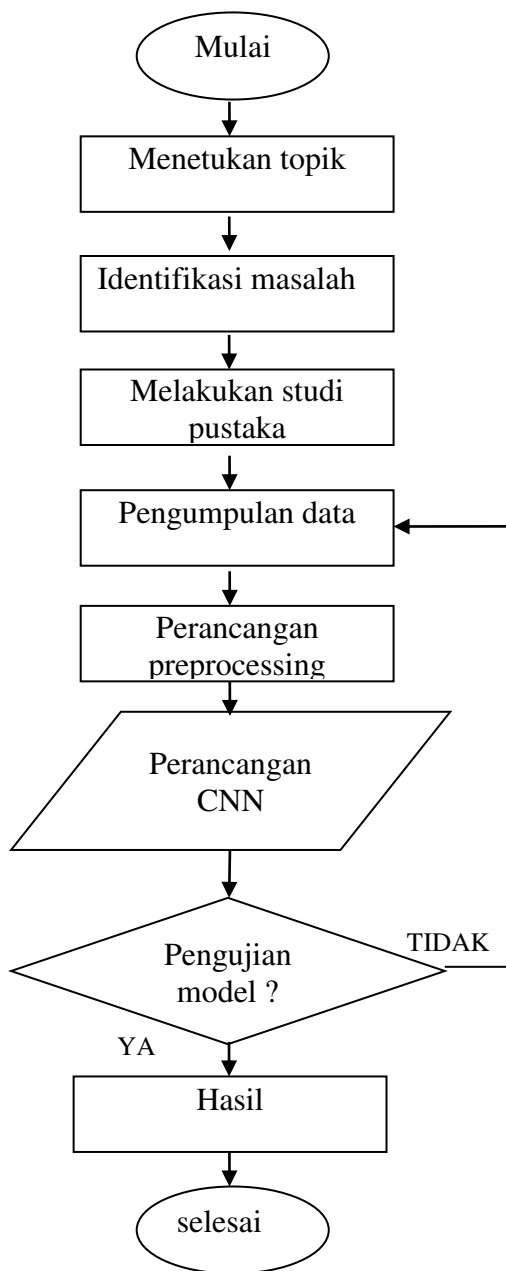 Mulai
Menetukan topik
Identifikasi masalah
Melakukan studi
pustaka
Pengumpulan data
Perancangan
preprocessing
Perancangan
CNN
Pengujian
model ?
TIDAK
YA
Hasil
selesai